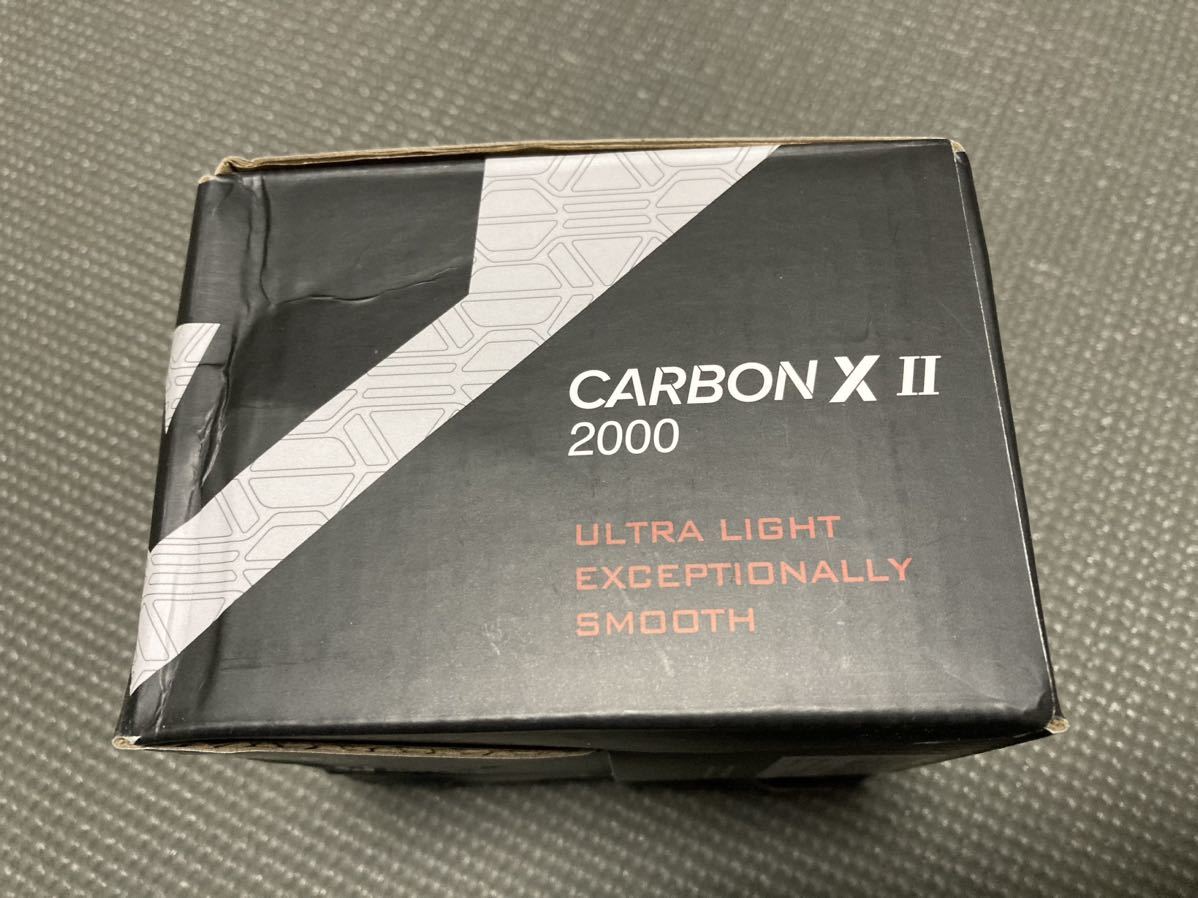 CARBON X II
2000
ULTRA LIGHT
EXCEPTIONALLY
SMOOTH